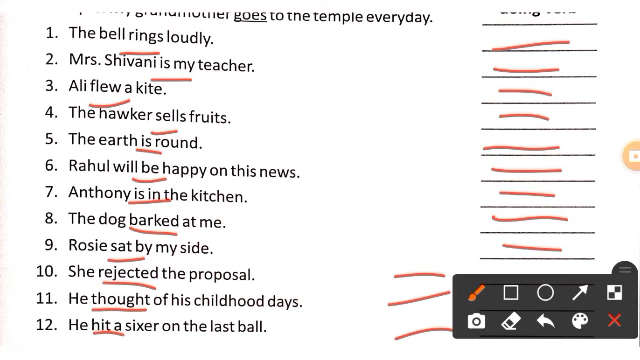 grandmother goes to the temple everyday.
1. The bell rings loudly.
2. Mrs. Shivani is my teacher.
3. Ali flew a kite.
4. The hawker sells fruits.
5. The earth is round.
6. Rahul will be happy on this news.
7. Anthony is in the kitchen.
8. The dog barked at me.
9. Rosie sat by my side.
10. She rejected the proposal.
11. He thought of his childhood days.
12. He hit a sixer on the last ball.